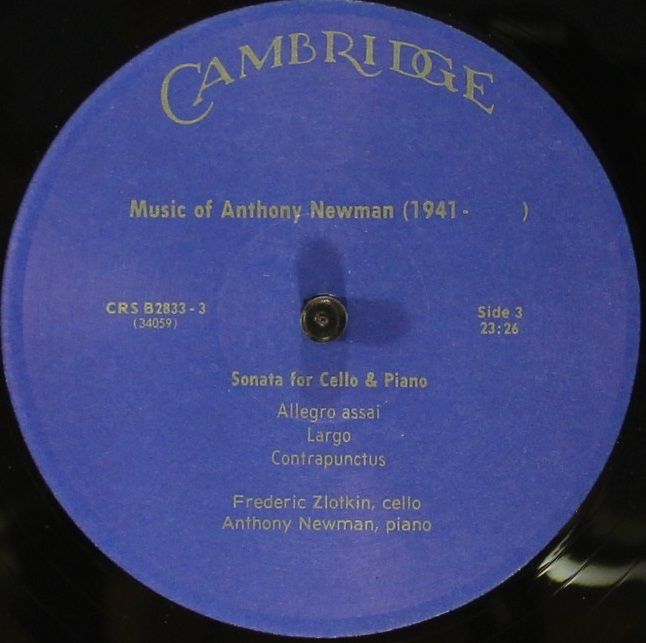 CAMBRIDGE
Music of Anthony Newman (1941- )
CRS B2833-3
(34059)
Side 3
23:26
Sonata for Cello & Piano
Allegro assai
Largo
Contrapunctus
Frederic Zlotkin, cello
Anthony Newman, piano